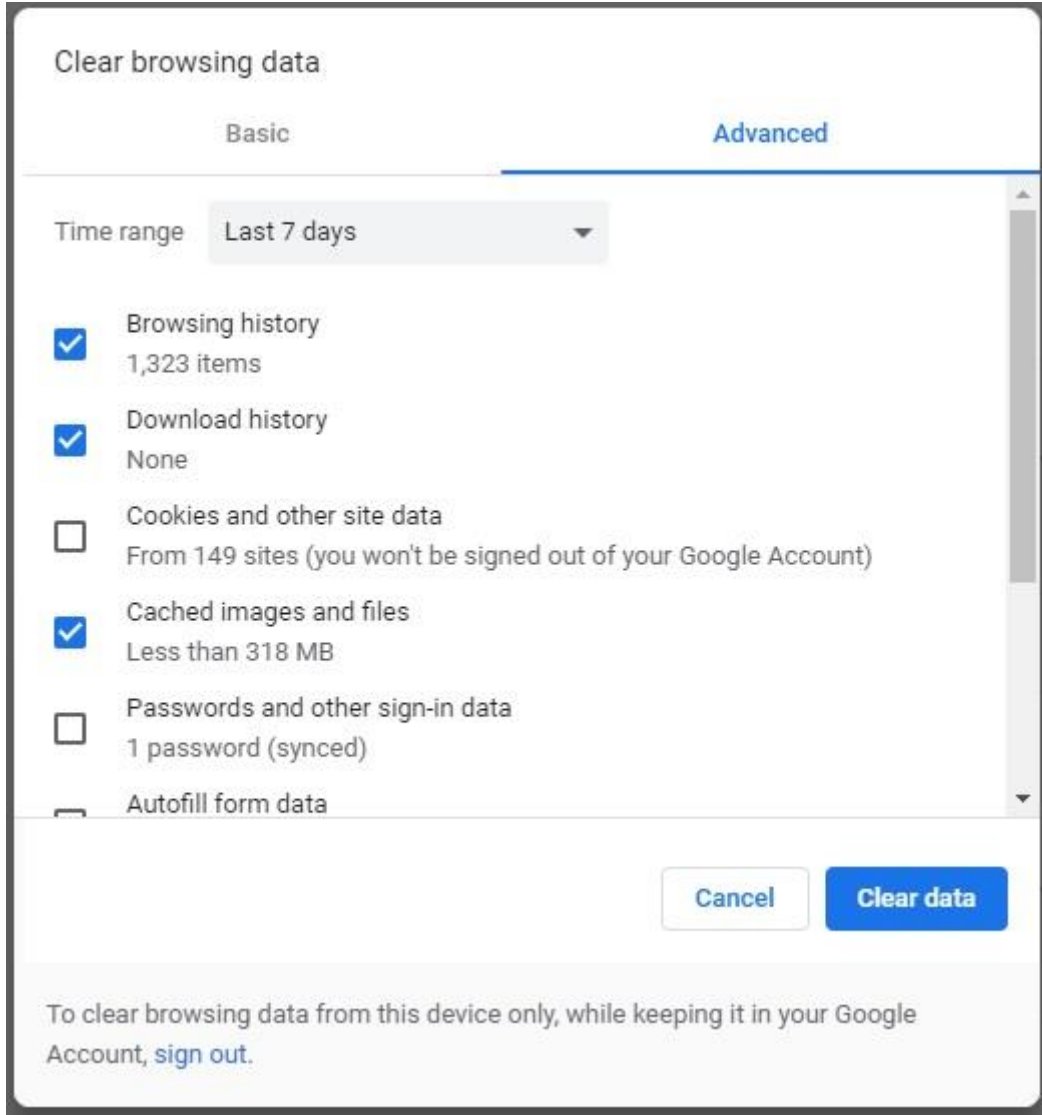 Clear browsing data
Basic
Advanced
Time range
Last 7 days
Browsing history
1,323 items
Download history
None
Cookies and other site data
From 149 sites (you won't be signed out of your Google Account)
Cached images and files
Less than 318 MB
Passwords and other sign-in data
1 password (synced)
Autofill form data
Cancel
Clear data
To clear browsing data from this device only, while keeping it in your Google
Account, sign out.